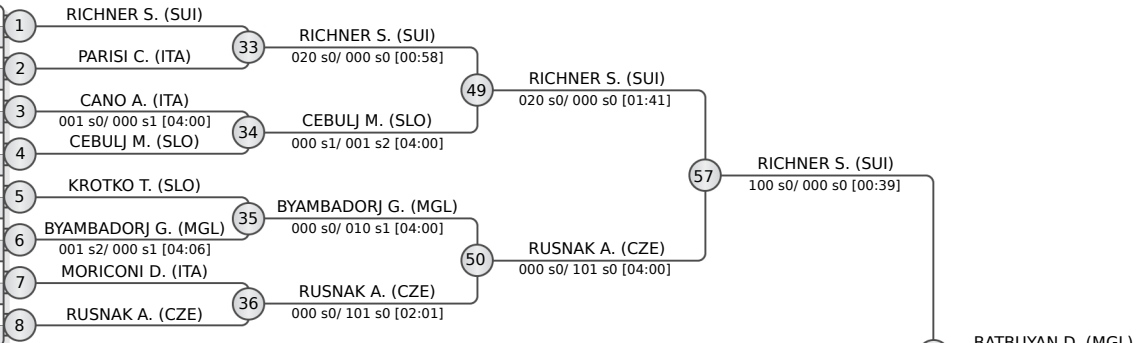 1
RICHNER S. (SUI)
2
PARISI C. (ITA)
33
RICHNER S. (SUI)
020 s0/ 000 s0 [00:58]
3
CANO A. (ITA)
001 s0/ 000 s1 [04:00]
4
CEBULJ M. (SLO)
34
CEBULJ M. (SLO)
000 s1/ 001 s2 [04:00]
49
RICHNER S. (SUI)
020 s0/ 000 s0 [01:41]
5
KROTKO T. (SLO)
6
BYAMBADORJ G. (MGL)
001 s2/ 000 s1 [04:06]
35
BYAMBADORJ G. (MGL)
000 s0/ 010 s1 [04:00]
7
MORICONI D. (ITA)
8
RUSNAK A. (CZE)
36
RUSNAK A. (CZE)
000 s0/ 101 s0 [02:01]
50
RUSNAK A. (CZE)
000 s0/ 101 s0 [04:00]
57
RICHNER S. (SUI)
100 s0/ 000 s0 [00:39]
BATBUYAN D. (MGL)